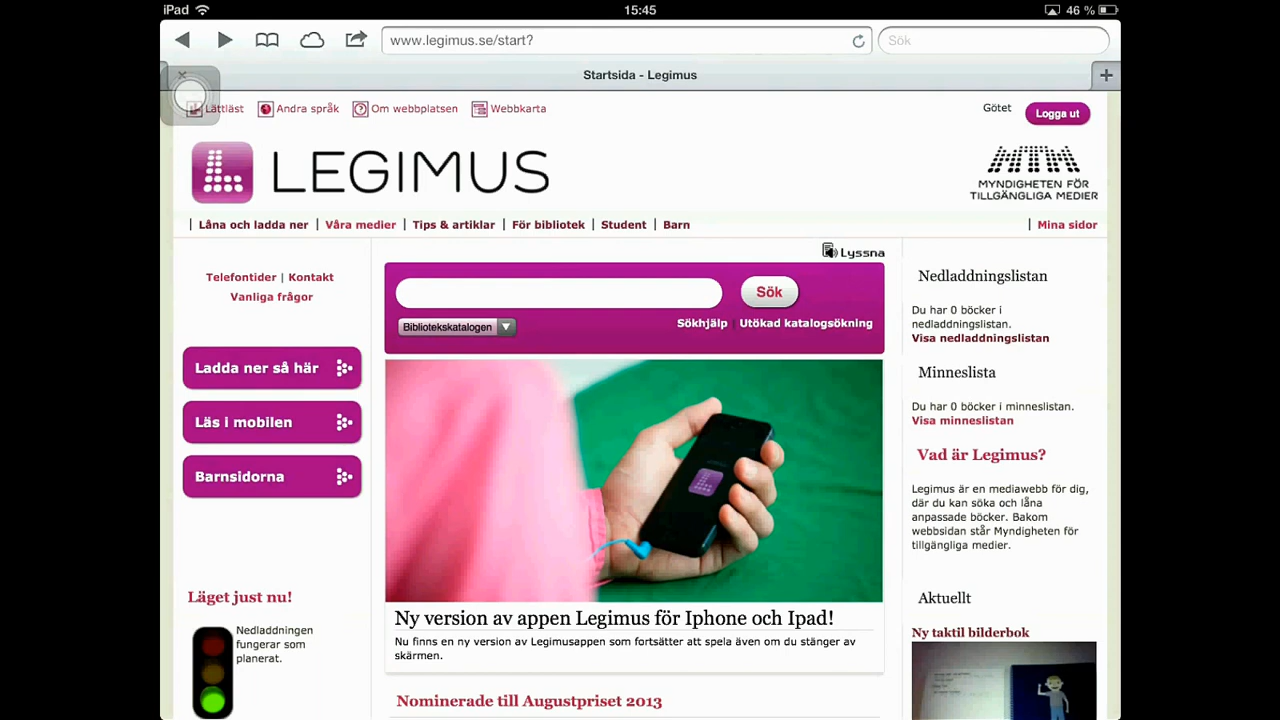 iPad 15:45 46 %
www.legimus.se/start? Sök
Startsida - Legimus
Lättläst Andra språk Om webbplatsen Webbkarta Götet Logga ut
LEGIMUS
MTM
MYNDIGHETEN FÖR
TILLGÄNGLIGA MEDIER
Låna och ladda ner | Våra medier | Tips & artiklar | För bibliotek | Student | Barn | Mina sidor
Telefontider | Kontakt
Vanliga frågor
Ladda ner så här
Läs i mobilen
Barnsidorna
Läget just nu!
Nedladdningen
fungerar som
planerat.
Lyssna
Sök
Bibliotekskatalogen Sökhjälp | Utökad katalogsökning
Ny version av appen Legimus för Iphone och Ipad!
Nu finns en ny version av Legimusappen som fortsätter att spela även om du stänger av
skärmen.
Nominerade till Augustpriset 2013
Nedladdningslistan
Du har 0 böcker i
nedladdningslistan.
Visa nedladdningslistan
Minneslista
Du har 0 böcker i minneslistan.
Visa minneslistan
Vad är Legimus?
Legimus är en mediawebb för dig,
där du kan söka och låna
anpassade böcker. Bakom
webbsidan står Myndigheten för
tillgängliga medier.
Aktuellt
Ny taktil bilderbok